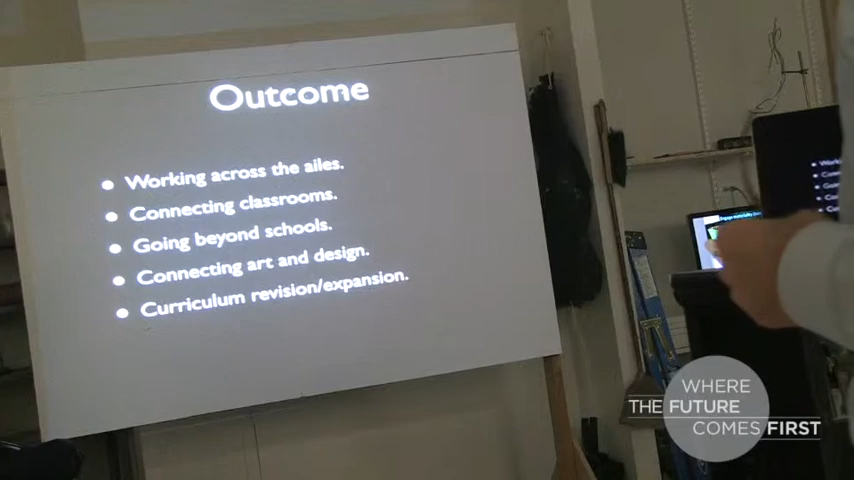 Outcome
Working across the ailes.
Connecting classrooms.
Going beyond schools.
Connecting art and design.
Curriculum revision/expansion.
WHERE
THE FUTURE
COMES FIRST